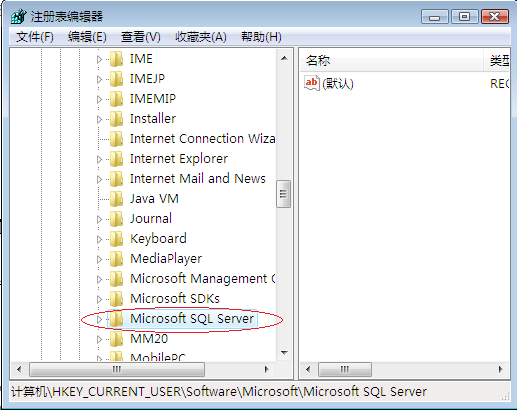 注册表编辑器
文件(F) 编辑(E) 查看(V) 收藏夹(A) 帮助(H)
IME
IMEJP
IMEMIP
Installer
Internet Connection Wiza
Internet Explorer
Internet Mail and News
Java VM
Journal
Keyboard
MediaPlayer
Microsoft Management C
Microsoft SDKs
Microsoft SQL Server
MM20
MobilePC
名称 类型
ab (默认) REG
计算机\HKEY_CURRENT_USER\Software\Microsoft\Microsoft SQL Server